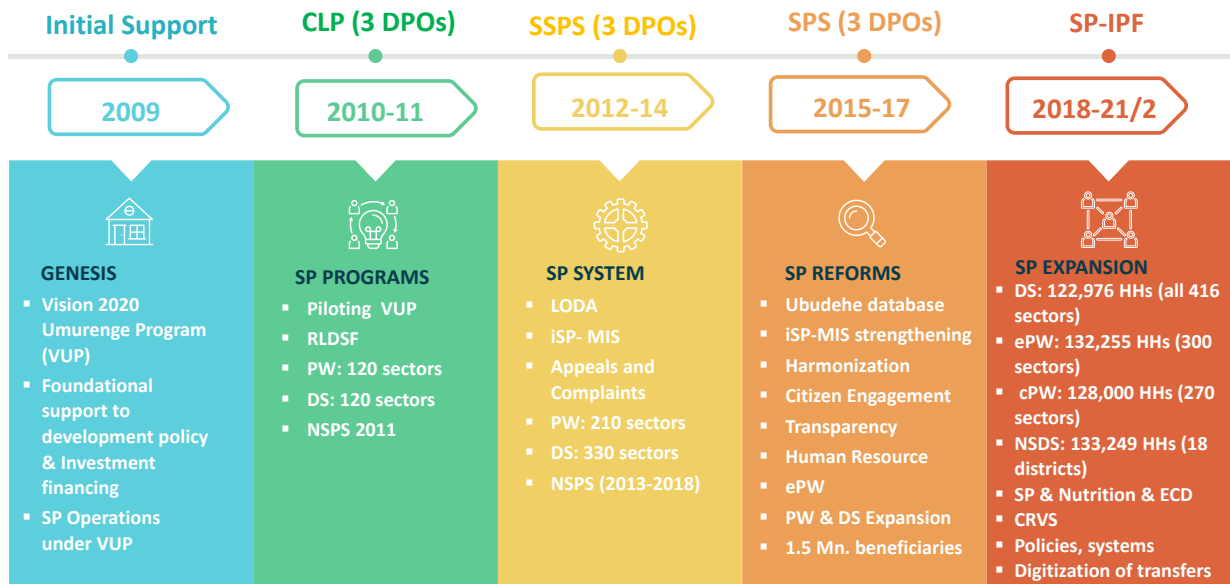 Initial Support
CLP (3 DPOs)
SSPS (3 DPOs)
SPS (3 DPOs)
SP-IPF
2009
2010-11
2012-14
2015-17
2018-21/2
GENESIS
▪ Vision 2020
Umurenge Program
(VUP)
▪ Foundational
support to
development policy
& Investment
financing
▪ SP Operations
under VUP
SP PROGRAMS
▪ Piloting VUP
▪ RLDSF
▪ PW: 120 sectors
▪ DS: 120 sectors
▪ NSPS 2011
SP SYSTEM
▪ LODA
▪ iSP- MIS
▪ Appeals and
Complaints
▪ PW: 210 sectors
▪ DS: 330 sectors
▪ NSPS (2013-2018)
SP REFORMS
▪ Ubudehe database
▪ iSP-MIS strengthening
▪ Harmonization
▪ Citizen Engagement
▪ Transparency
▪ Human Resource
▪ ePW
▪ PW & DS Expansion
▪ 1.5 Mn. beneficiaries
SP EXPANSION
▪ DS: 122,976 HHs (all 416
sectors)
▪ ePW: 132,255 HHs (300
sectors)
▪ cPW: 128,000 HHs (270
sectors)
▪ NSDS: 133,249 HHs (18
districts)
▪ SP & Nutrition & ECD
▪ CRVS
▪ Policies, systems
▪ Digitization of transfers